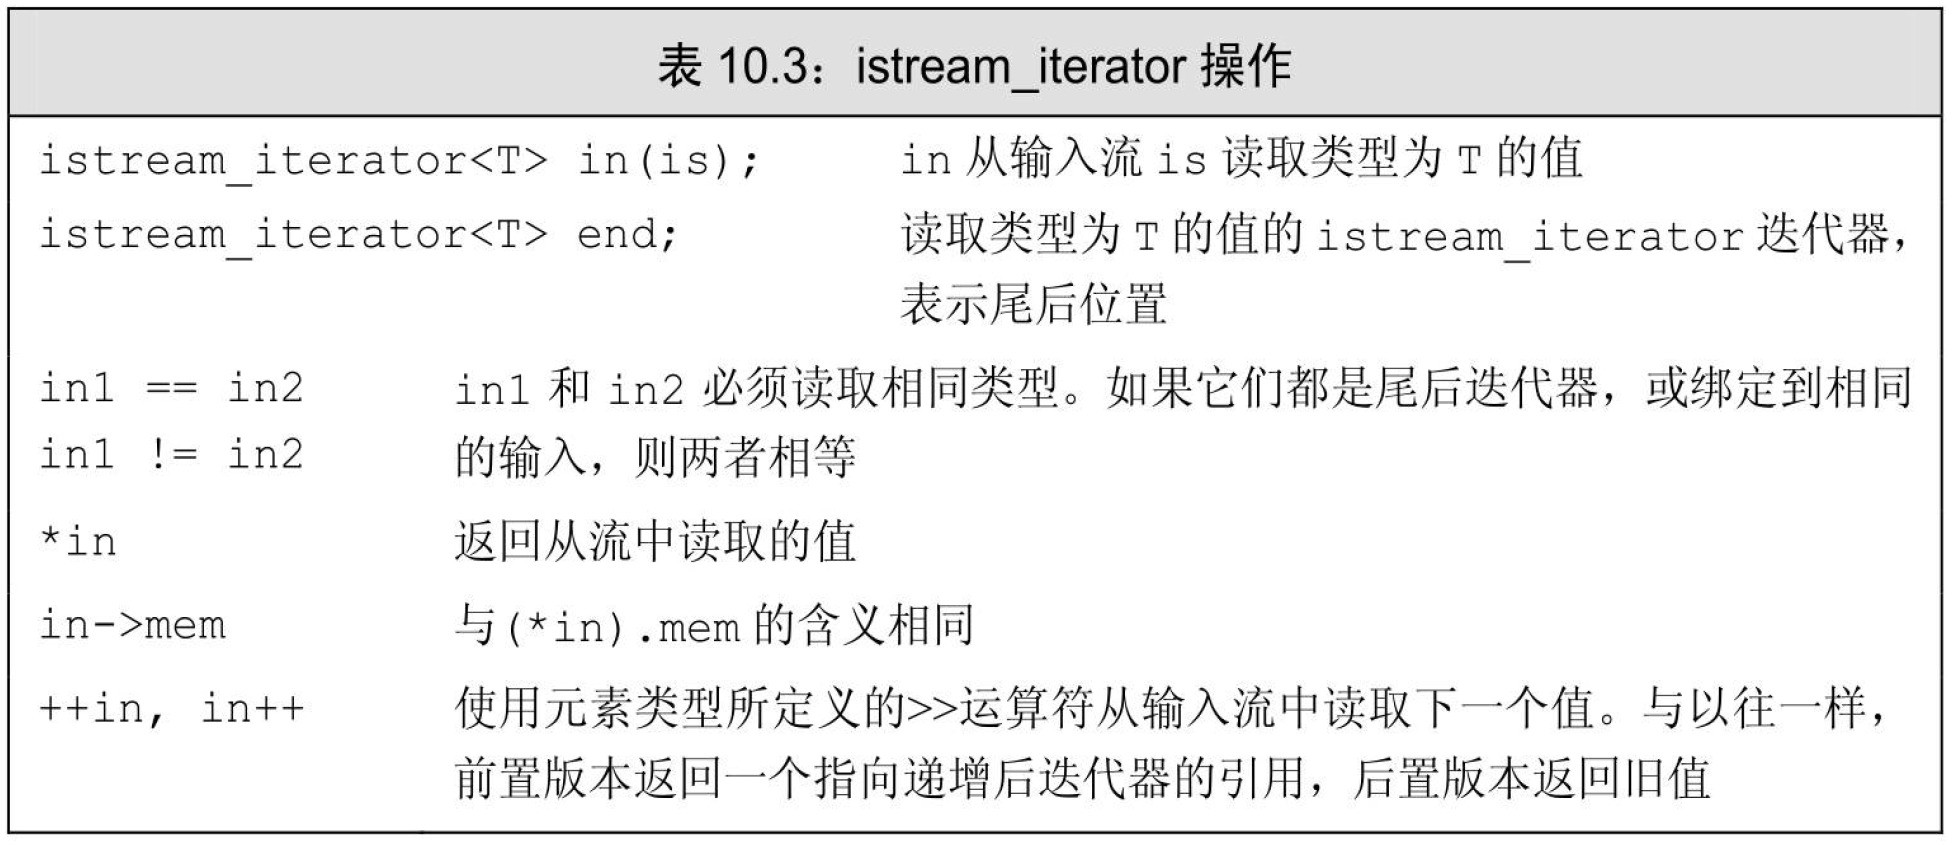 表 10.3：istream_iterator 操作
istream_iterator<T> in(is); in 从输入流 is 读取类型为 T 的值
istream_iterator<T> end; 读取类型为 T 的值的 istream_iterator 迭代器，
表示尾后位置
in1 == in2 in1 和 in2 必须读取相同类型。如果它们都是尾后迭代器，或绑定到相同
in1 != in2 的输入，则两者相等
*in 返回从流中读取的值
in->mem 与(*in).mem 的含义相同
++in, in++ 使用元素类型所定义的>>运算符从输入流中读取下一个值。与以往一样，
前置版本返回一个指向递增后迭代器的引用，后置版本返回旧值